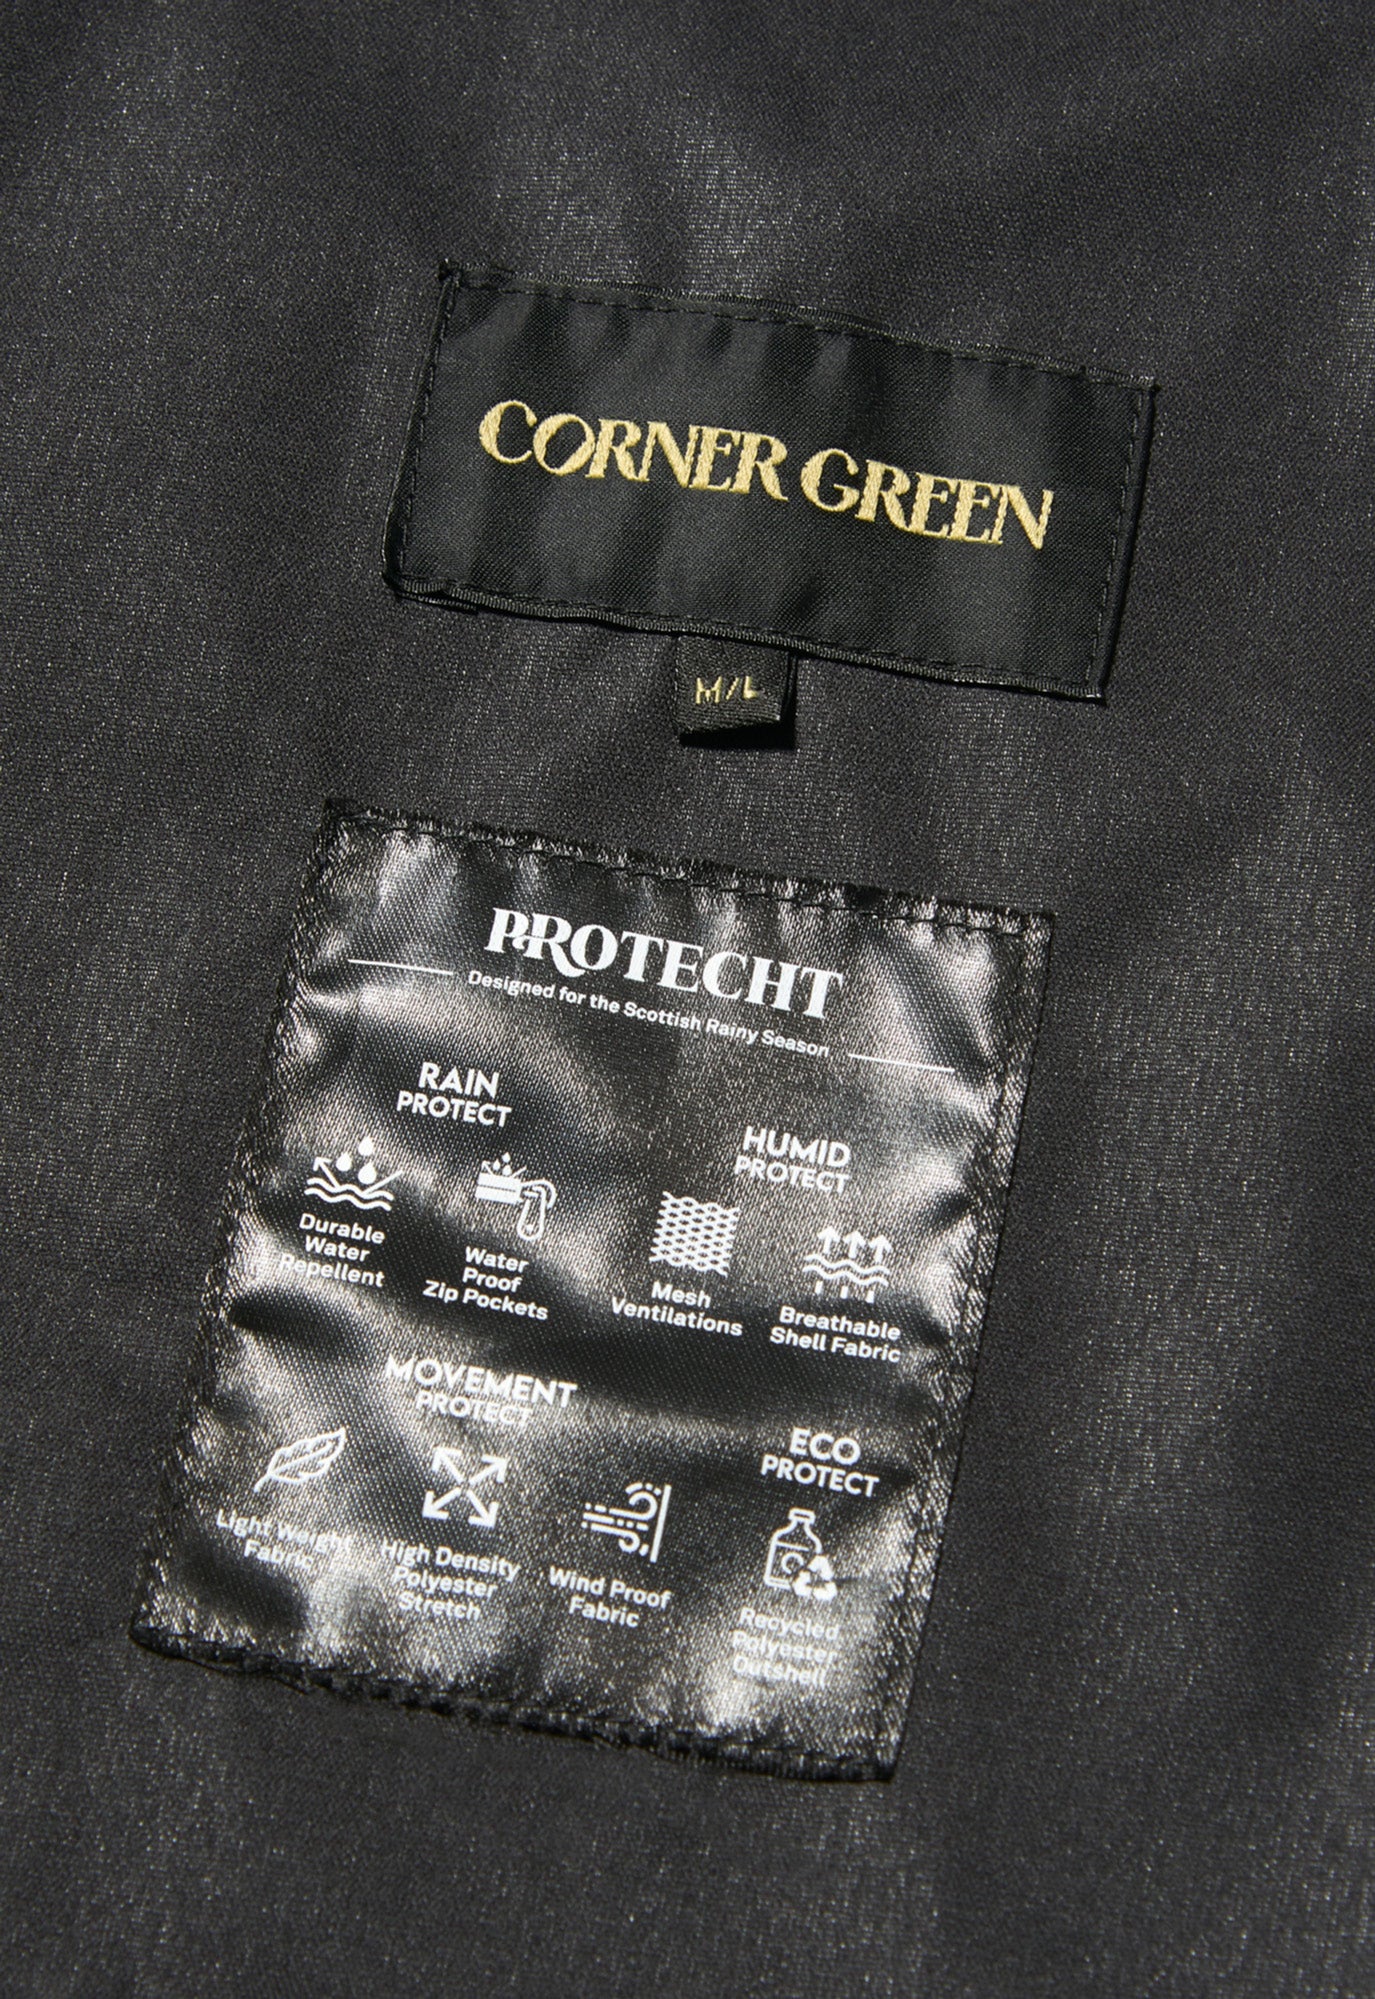 CORNER GREEN
M/L
PROTECHT
Designed for the Scottish Rainy Season
RAIN
PROTECT
Durable
Water
Repellent
Water
Proof
Zip Pockets
HUMID
PROTECT
Mesh
Ventilations
Breathable
Shell Fabric
MOVEMENT
PROTECT
Light Weight
Fabric
High Density
Polyester
Stretch
Wind Proof
Fabric
ECO
PROTECT
Recycled
Polyester
Outshell